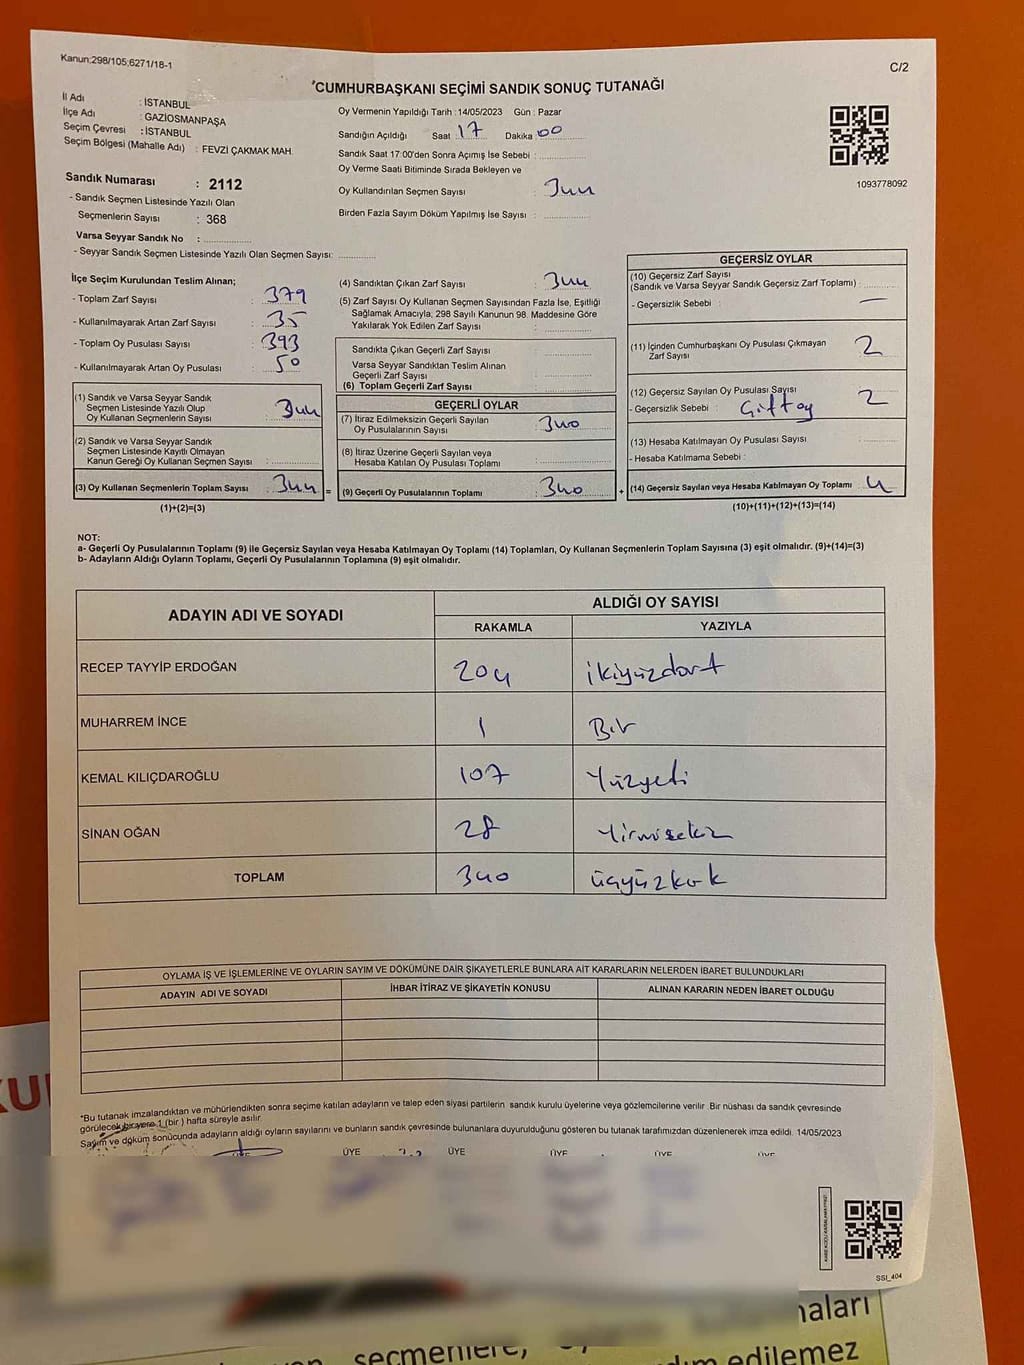 Kanun;298/105;6271/18-1
C/2
*CUMHURBAŞKANI SEÇİMİ SANDIK SONUÇ TUTANAĞI
İl Adı : İSTANBUL
İlçe Adı : GAZİOSMANPAŞA
Seçim Çevresi : İSTANBUL
Seçim Bölgesi (Mahalle Adı) : FEVZİ ÇAKMAK MAH.
Oy Vermenin Yapıldığı Tarih : 14/05/2023 Gün : Pazar
Sandığın Açıldığı Saat 17 Dakika 00
Sandık Saat 17:00'den Sonra Açımış İse Sebebi :
Oy Verme Saati Bitiminde Sırada Bekleyen ve
Oy Kullandırılan Seçmen Sayısı : 344
Birden Fazla Sayım Döküm Yapılmış İse Sayısı :
1093778092
Sandık Numarası : 2112
- Sandık Seçmen Listesinde Yazılı Olan
Seçmenlerin Sayısı : 368
Varsa Seyyar Sandık No :
- Seyyar Sandık Seçmen Listesinde Yazılı Olan Seçmen Sayısı:
İlçe Seçim Kurulundan Teslim Alınan;
- Toplam Zarf Sayısı : 379
- Kullanılmayarak Artan Zarf Sayısı : 35
- Toplam Oy Pusulası Sayısı : 393
- Kullanılmayarak Artan Oy Pusulası : 50
(1) Sandık ve Varsa Seyyar Sandık
Seçmen Listesinde Yazılı Olup
Oy Kullanan Seçmenlerin Sayısı : 344
(2) Sandık ve Varsa Seyyar Sandık
Seçmen Listesinde Kayıtlı Olmayan
Kanun Gereği Oy Kullanan Seçmen Sayısı :
(3) Oy Kullanan Seçmenlerin Toplam Sayısı : 344 =
(1)+(2)=(3)
(4) Sandıktan Çıkan Zarf Sayısı : 344
(5) Zarf Sayısı Oy Kullanan Seçmen Sayısından Fazla İse, Eşitliği
Sağlamak Amacıyla; 298 Sayılı Kanunun 98. Maddesine Göre
Yakılarak Yok Edilen Zarf Sayısı :
Sandıkta Çıkan Geçerli Zarf Sayısı :
Varsa Seyyar Sandıktan Teslim Alınan
Geçerli Zarf Sayısı :
(6) Toplam Geçerli Zarf Sayısı :
GEÇERLİ OYLAR
(7) İtiraz Edilmeksizin Geçerli Sayılan
Oy Pusulalarının Sayısı : 340
(8) İtiraz Üzerine Geçerli Sayılan veya
Hesaba Katılan Oy Pusulası Toplamı :
(9) Geçerli Oy Pusulalarının Toplamı : 340 +
GEÇERSİZ OYLAR
(10) Geçersiz Zarf Sayısı
(Sandık ve Varsa Seyyar Sandık Geçersiz Zarf Toplamı) :
- Geçersizlik Sebebi : —
(11) İçinden Cumhurbaşkanı Oy Pusulası Çıkmayan
Zarf Sayısı 2
(12) Geçersiz Sayılan Oy Pusulası Sayısı 2
- Geçersizlik Sebebi : Çift oy
(13) Hesaba Katılmayan Oy Pusulası Sayısı
- Hesaba Katılmama Sebebi :
(14) Geçersiz Sayılan veya Hesaba Katılmayan Oy Toplamı : 4
(10)+(11)+(12)+(13)=(14)
NOT:
a- Geçerli Oy Pusulalarının Toplamı (9) ile Geçersiz Sayılan veya Hesaba Katılmayan Oy Toplamı (14) Toplamları, Oy Kullanan Seçmenlerin Toplam Sayısına (3) eşit olmalıdır. (9)+(14)=(3)
b- Adayların Aldığı Oyların Toplamı, Geçerli Oy Pusulalarının Toplamına (9) eşit olmalıdır.
ADAYIN ADI VE SOYADI
ALDIĞI OY SAYISI
RAKAMLA YAZIYLA
RECEP TAYYİP ERDOĞAN 204 ikiyüzdört
MUHARREM İNCE 1 Bir
KEMAL KILIÇDAROĞLU 107 Yüzyedi
SİNAN OĞAN 28 Yirmisekiz
TOPLAM 340 üçyüzkırk
OYLAMA İŞ VE İŞLEMLERİNE VE OYLARIN SAYIM VE DÖKÜMÜNE DAİR ŞİKAYETLERLE BUNLARA AİT KARARLARIN NELERDEN İBARET BULUNDUKLARI
ADAYIN ADI VE SOYADI İHBAR İTİRAZ VE ŞİKAYETİN KONUSU ALINAN KARARIN NEDEN İBARET OLDUĞU
*Bu tutanak imzalandıktan ve mühürlendikten sonra seçime katılan adayların ve talep eden siyasi partilerin sandık kurulu üyelerine veya gözlemcilerine verilir. Bir nüshası da sandık çevresinde
görülecek bir yere 1 (bir ) hafta süreyle asılır.
Sayım ve döküm sonucunda adayların aldığı oyların sayılarını ve bunların sandık çevresinde bulunanlara duyurulduğunu gösteren bu tutanak tarafımızdan düzenlenerek imza edildi. 14/05/2023
ÜYE ÜYE ÜYE ÜYE ÜYE ÜYE
SSİ_404
KU
seçmenlere,
maları
edilemez